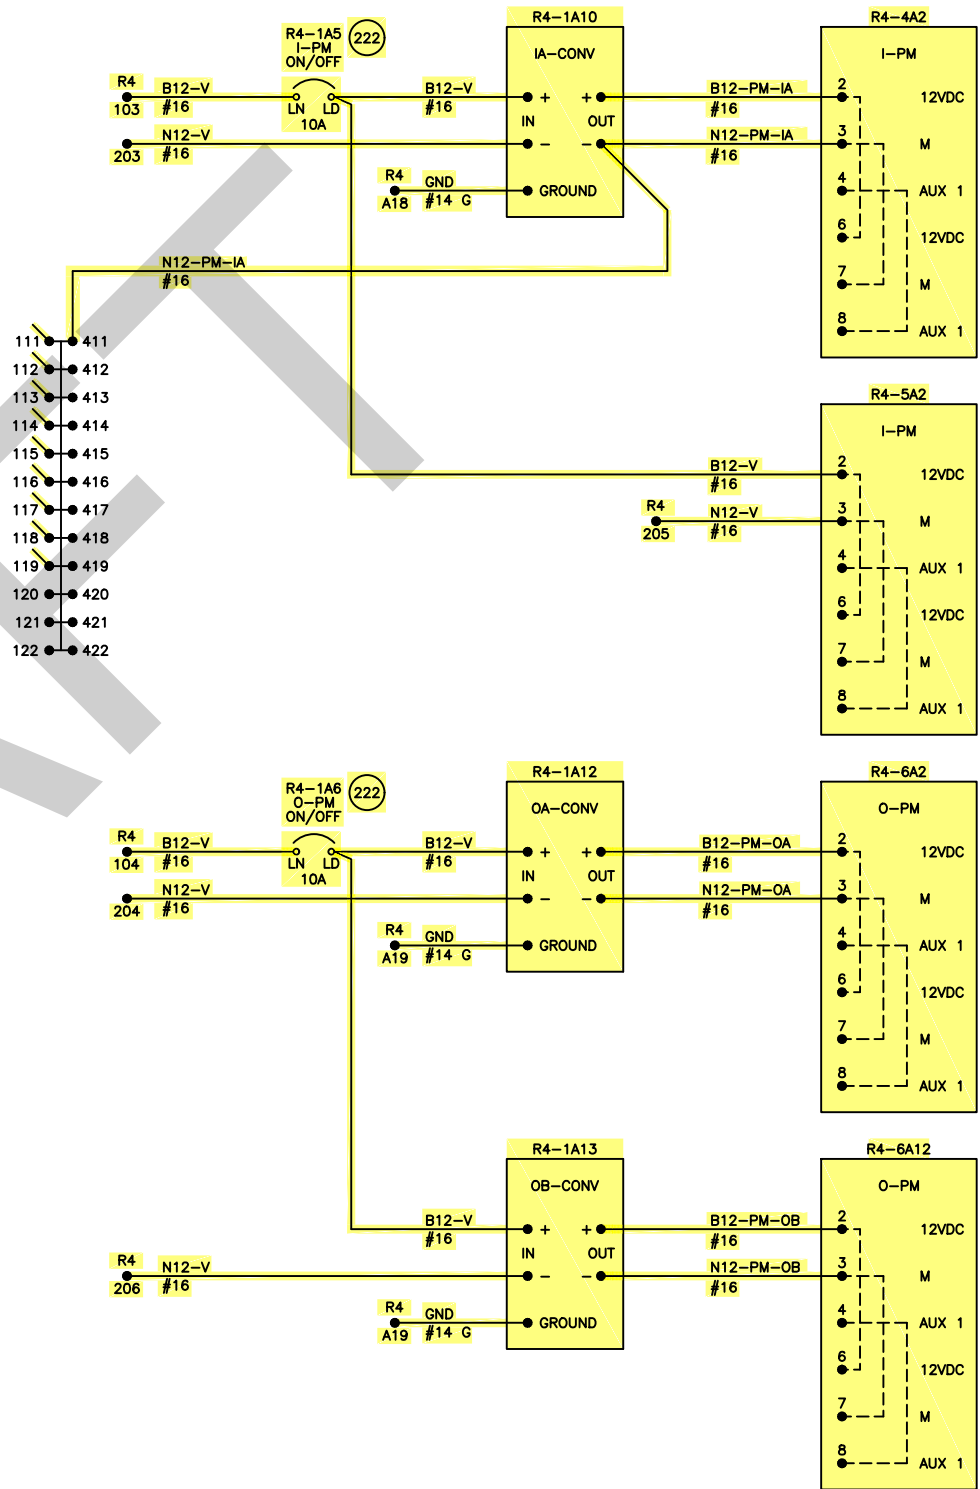 R4-1A10
R4-4A2
R4-1A5
I-PM
ON/OFF
222
IA-CONV
I-PM
R4
103
B12-V
#16
LN LD
10A
B12-V
#16
+ +
IN OUT
- -
GROUND
B12-PM-IA
#16
2 12VDC
203
N12-V
#16
N12-PM-IA
#16
3 M
R4
A18
GND
#14 G
4 AUX 1
6 12VDC
7 M
8 AUX 1
N12-PM-IA
#16
111 411
112 412
113 413
114 414
115 415
116 416
117 417
118 418
119 419
120 420
121 421
122 422
R4-5A2
I-PM
B12-V
#16
2 12VDC
R4
205
N12-V
#16
3 M
4 AUX 1
6 12VDC
7 M
8 AUX 1
R4-1A12
R4-6A2
R4-1A6
O-PM
ON/OFF
222
OA-CONV
O-PM
R4
104
B12-V
#16
LN LD
10A
B12-V
#16
+ +
IN OUT
- -
GROUND
B12-PM-OA
#16
2 12VDC
204
N12-V
#16
N12-PM-OA
#16
3 M
R4
A19
GND
#14 G
4 AUX 1
6 12VDC
7 M
8 AUX 1
R4-1A13
R4-6A12
OB-CONV
O-PM
B12-V
#16
+ +
IN OUT
- -
GROUND
B12-PM-OB
#16
2 12VDC
R4
206
N12-V
#16
N12-PM-OB
#16
3 M
R4
A19
GND
#14 G
4 AUX 1
6 12VDC
7 M
8 AUX 1